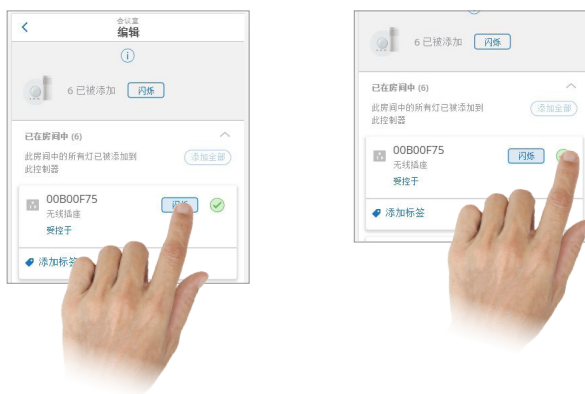 会议室
编辑
6 已被添加 闪烁
已在房间中 (6)
此房间中的所有灯已被添加到
此控制器
添加全部
00B00F75
无线插座
受控于
闪烁
添加标签
6 已被添加 闪烁
已在房间中 (6)
此房间中的所有灯已被添加到
此控制器
添加全部
00B00F75
无线插座
受控于
闪烁
添加标签